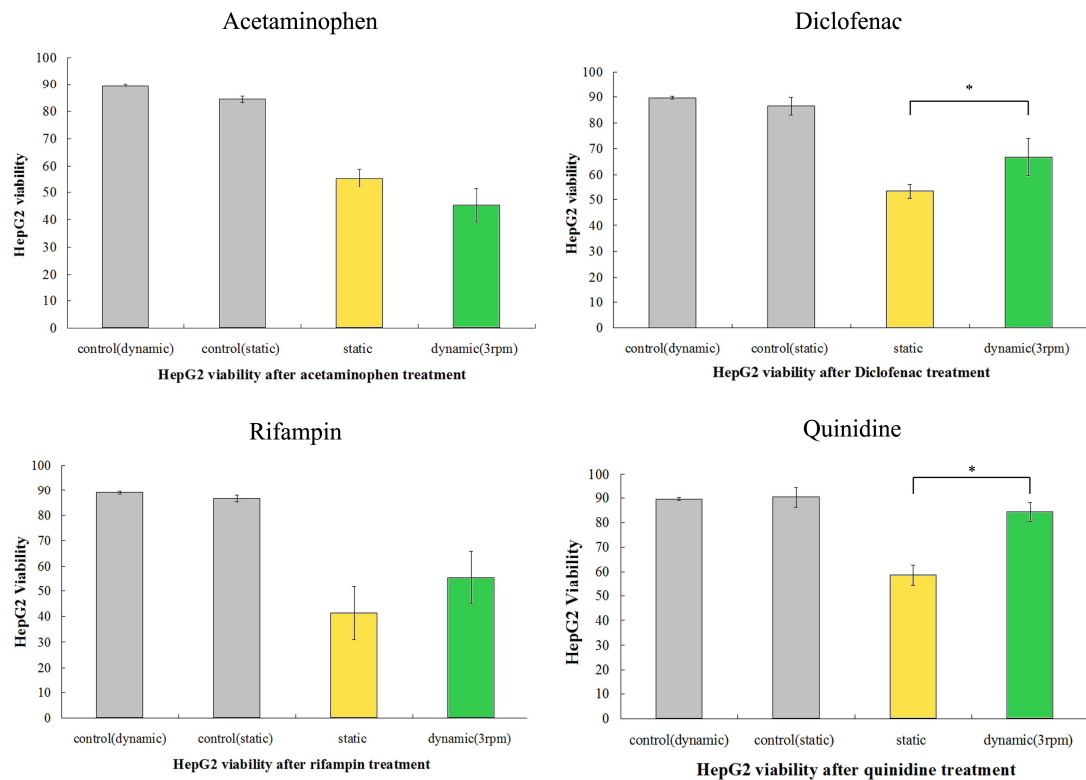 Acetaminophen
100
90
80
70
60
50
40
30
20
10
0
HepG2 viability
control(dynamic) control(static) static dynamic(3rpm)
HepG2 viability after acetaminophen treatment
Diclofenac
100
90
80
70
60
50
40
30
20
10
0
HepG2 viability
*
control(dynamic) control(static) static dynamic(3rpm)
HepG2 viability after Diclofenac treatment
Rifampin
100
90
80
70
60
50
40
30
20
10
0
HepG2 Viability
control(dynamic) control(static) static dynamic(3rpm)
HepG2 viability after rifampin treatment
Quinidine
100
90
80
70
60
50
40
30
20
10
0
HepG2 Viability
*
control(dynamic) control(static) static dynamic(3rpm)
HepG2 viability after quinidine treatment